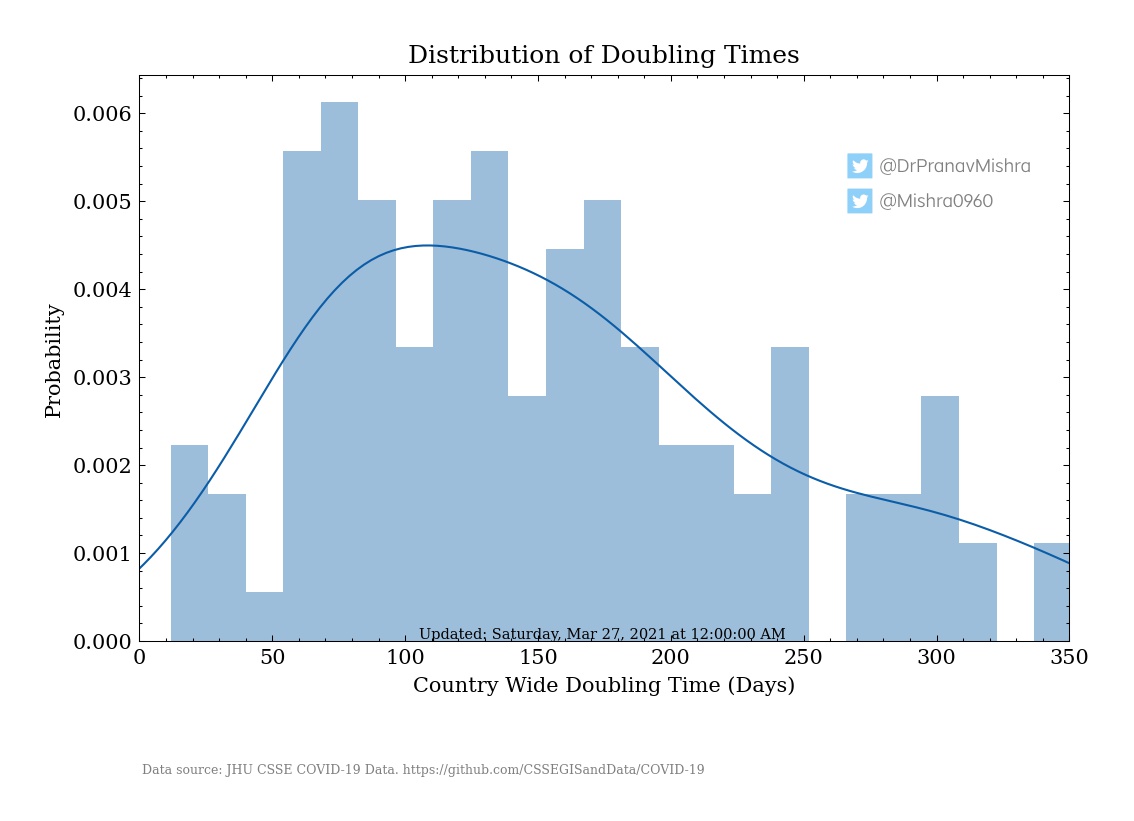 Distribution of Doubling Times
0.006
0.005
0.004
0.003
0.002
0.001
0.000
Probability
@DrPranavMishra
@Mishra0960
Updated: Saturday, Mar 27, 2021 at 12:00:00 AM
0 50 100 150 200 250 300 350
Country Wide Doubling Time (Days)
Data source: JHU CSSE COVID-19 Data. https://github.com/CSSEGISandData/COVID-19